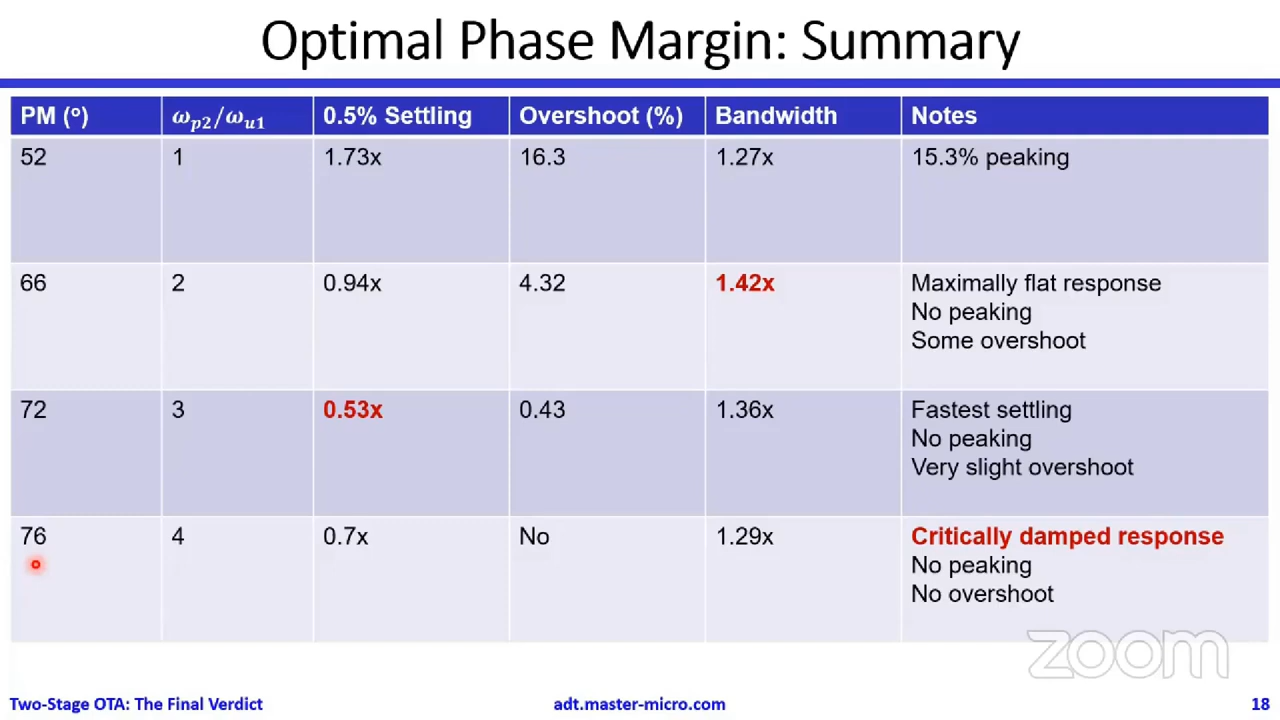 Optimal Phase Margin: Summary
PM (°) ω_p2/ω_u1 0.5% Settling Overshoot (%) Bandwidth Notes
52 1 1.73x 16.3 1.27x 15.3% peaking
66 2 0.94x 4.32 1.42x Maximally flat response
No peaking
Some overshoot
72 3 0.53x 0.43 1.36x Fastest settling
No peaking
Very slight overshoot
76 4 0.7x No 1.29x Critically damped response
No peaking
No overshoot
zoom
Two-Stage OTA: The Final Verdict adt.master-micro.com 18